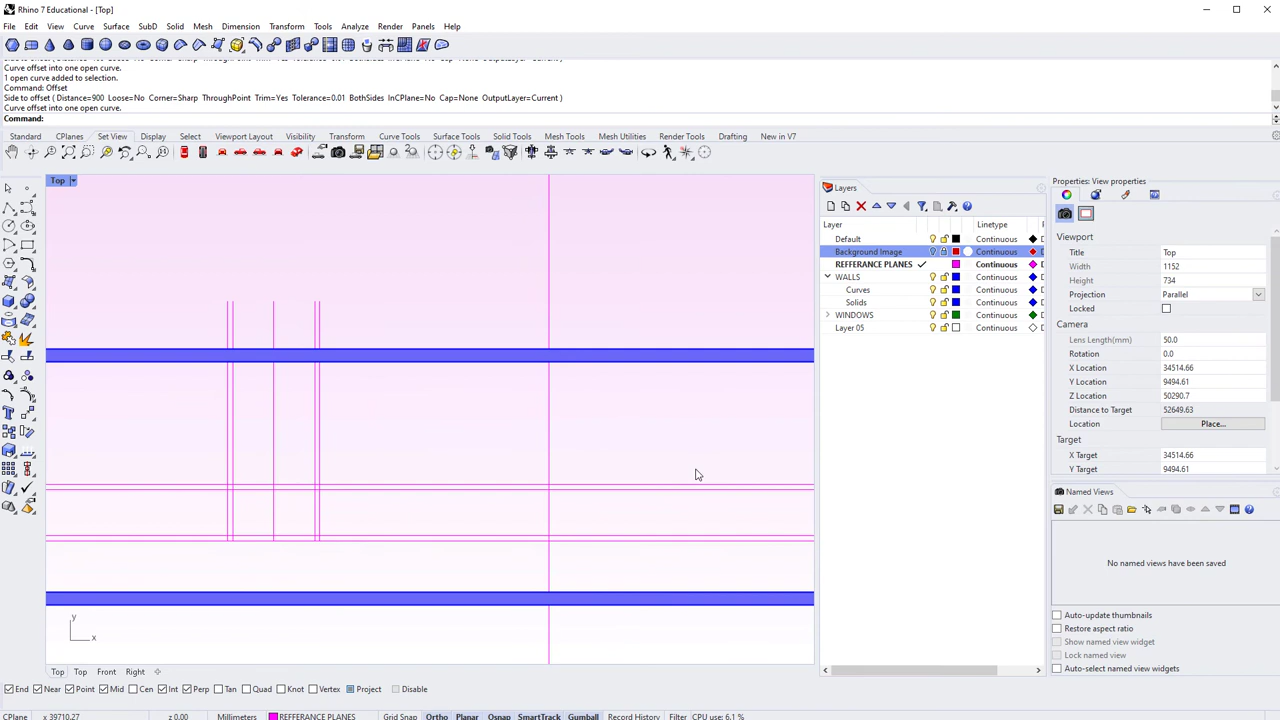 Rhino 7 Educational - [Top]
File Edit View Curve Surface SubD Solid Mesh Dimension Transform Tools Analyze Render Panels Help
Curve offset into one open curve.
1 open curve added to selection.
Command: Offset
Side to offset ( Distance=900 Loose=No Corner=Sharp ThroughPoint Trim=Yes Tolerance=0.01 BothSides InCPlane=No Cap=None OutputLayer=Current )
Curve offset into one open curve.
Command:
Standard CPlanes Set View Display Select Viewport Layout Visibility Transform Curve Tools Surface Tools Solid Tools Mesh Tools Mesh Utilities Render Tools Drafting New in V7
Top
Layers
Layer Linetype
Default Continuous
Background Image Continuous
REFFERANCE PLANES Continuous
WALLS Continuous
Curves Continuous
Solids Continuous
WINDOWS Continuous
Layer 05 Continuous
Properties: View properties
Viewport
Title Top
Width 1152
Height 734
Projection Parallel
Locked
Camera
Lens Length(mm) 50.0
Rotation 0.0
X Location 34514.66
Y Location 9494.61
Z Location 50290.7
Distance to Target 52649.63
Location Place...
Target
X Target 34514.66
Y Target 9494.61
Named Views
No named views have been saved
Auto-update thumbnails
Restore aspect ratio
Show named view widget
Lock named view
Auto-select named view widgets
y
x
Top Top Front Right
End Near Point Mid Cen Int Perp Tan Quad Knot Vertex Project Disable
CPlane x 39710.27 z 0.00 Millimeters REFFERANCE PLANES Grid Snap Ortho Planar Osnap SmartTrack Gumball Record History Filter CPU use: 6.1 %